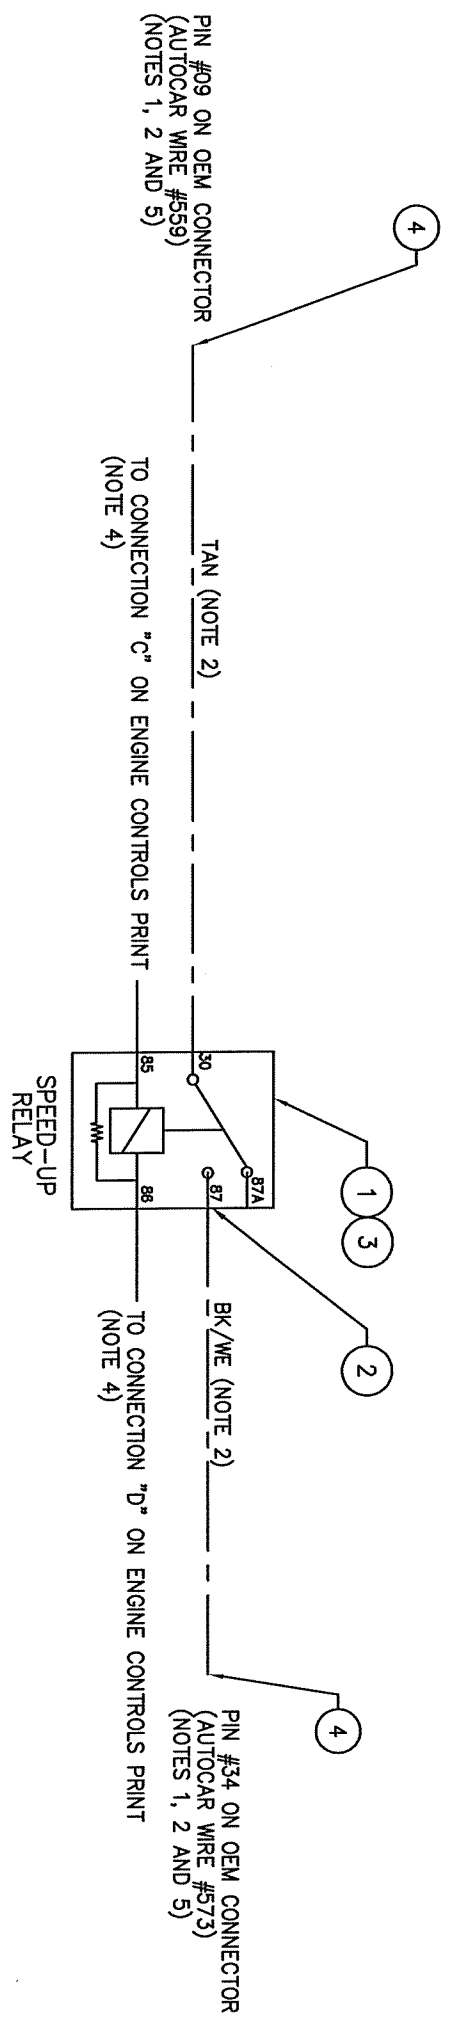 PIN #09 ON OEM CONNECTOR
(AUTOCAR WIRE #559)
(NOTES 1, 2 AND 5)
4
TAN (NOTE 2)
TO CONNECTION "C" ON ENGINE CONTROLS PRINT
(NOTE 4)
30
87A
87
85
86
SPEED-UP
RELAY
1
3
2
BK/WE (NOTE 2)
TO CONNECTION "D" ON ENGINE CONTROLS PRINT
(NOTE 4)
4
PIN #34 ON OEM CONNECTOR
(AUTOCAR WIRE #573)
(NOTES 1, 2 AND 5)